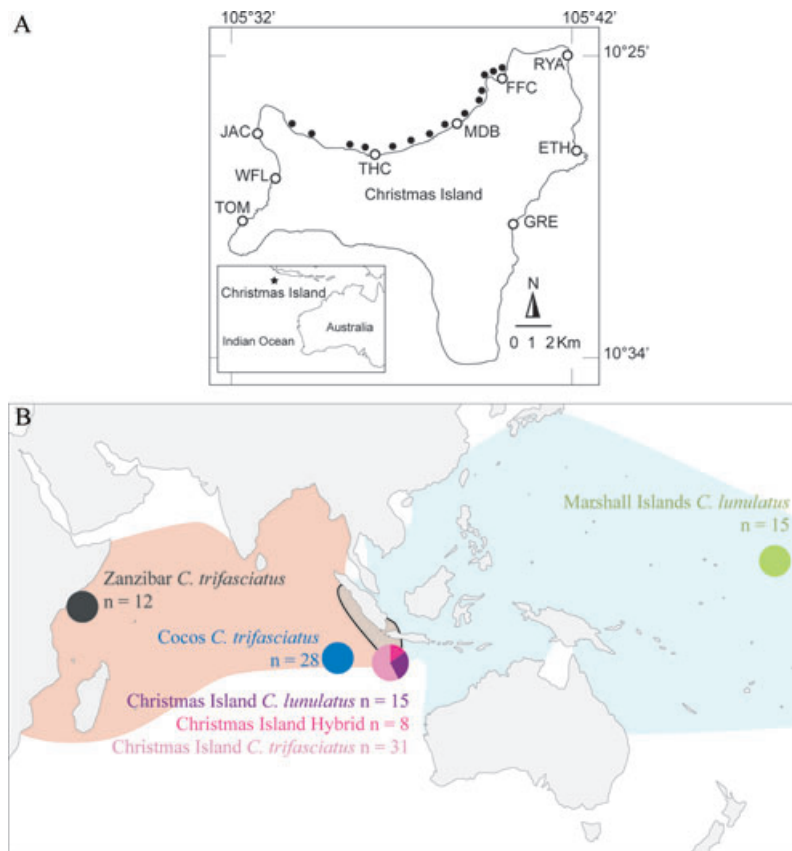 A
105°32'
105°42'
10°25'
RYA
FFC
JAC
MDB
ETH
THC
WFL
Christmas Island
TOM
GRE
Christmas Island
Indian Ocean
Australia
N
0 1 2 Km
10°34'
B
Marshall Islands C. lunulatus
n = 15
Zanzibar C. trifasciatus
n = 12
Cocos C. trifasciatus
n = 28
Christmas Island C. lunulatus n = 15
Christmas Island Hybrid n = 8
Christmas Island C. trifasciatus n = 31